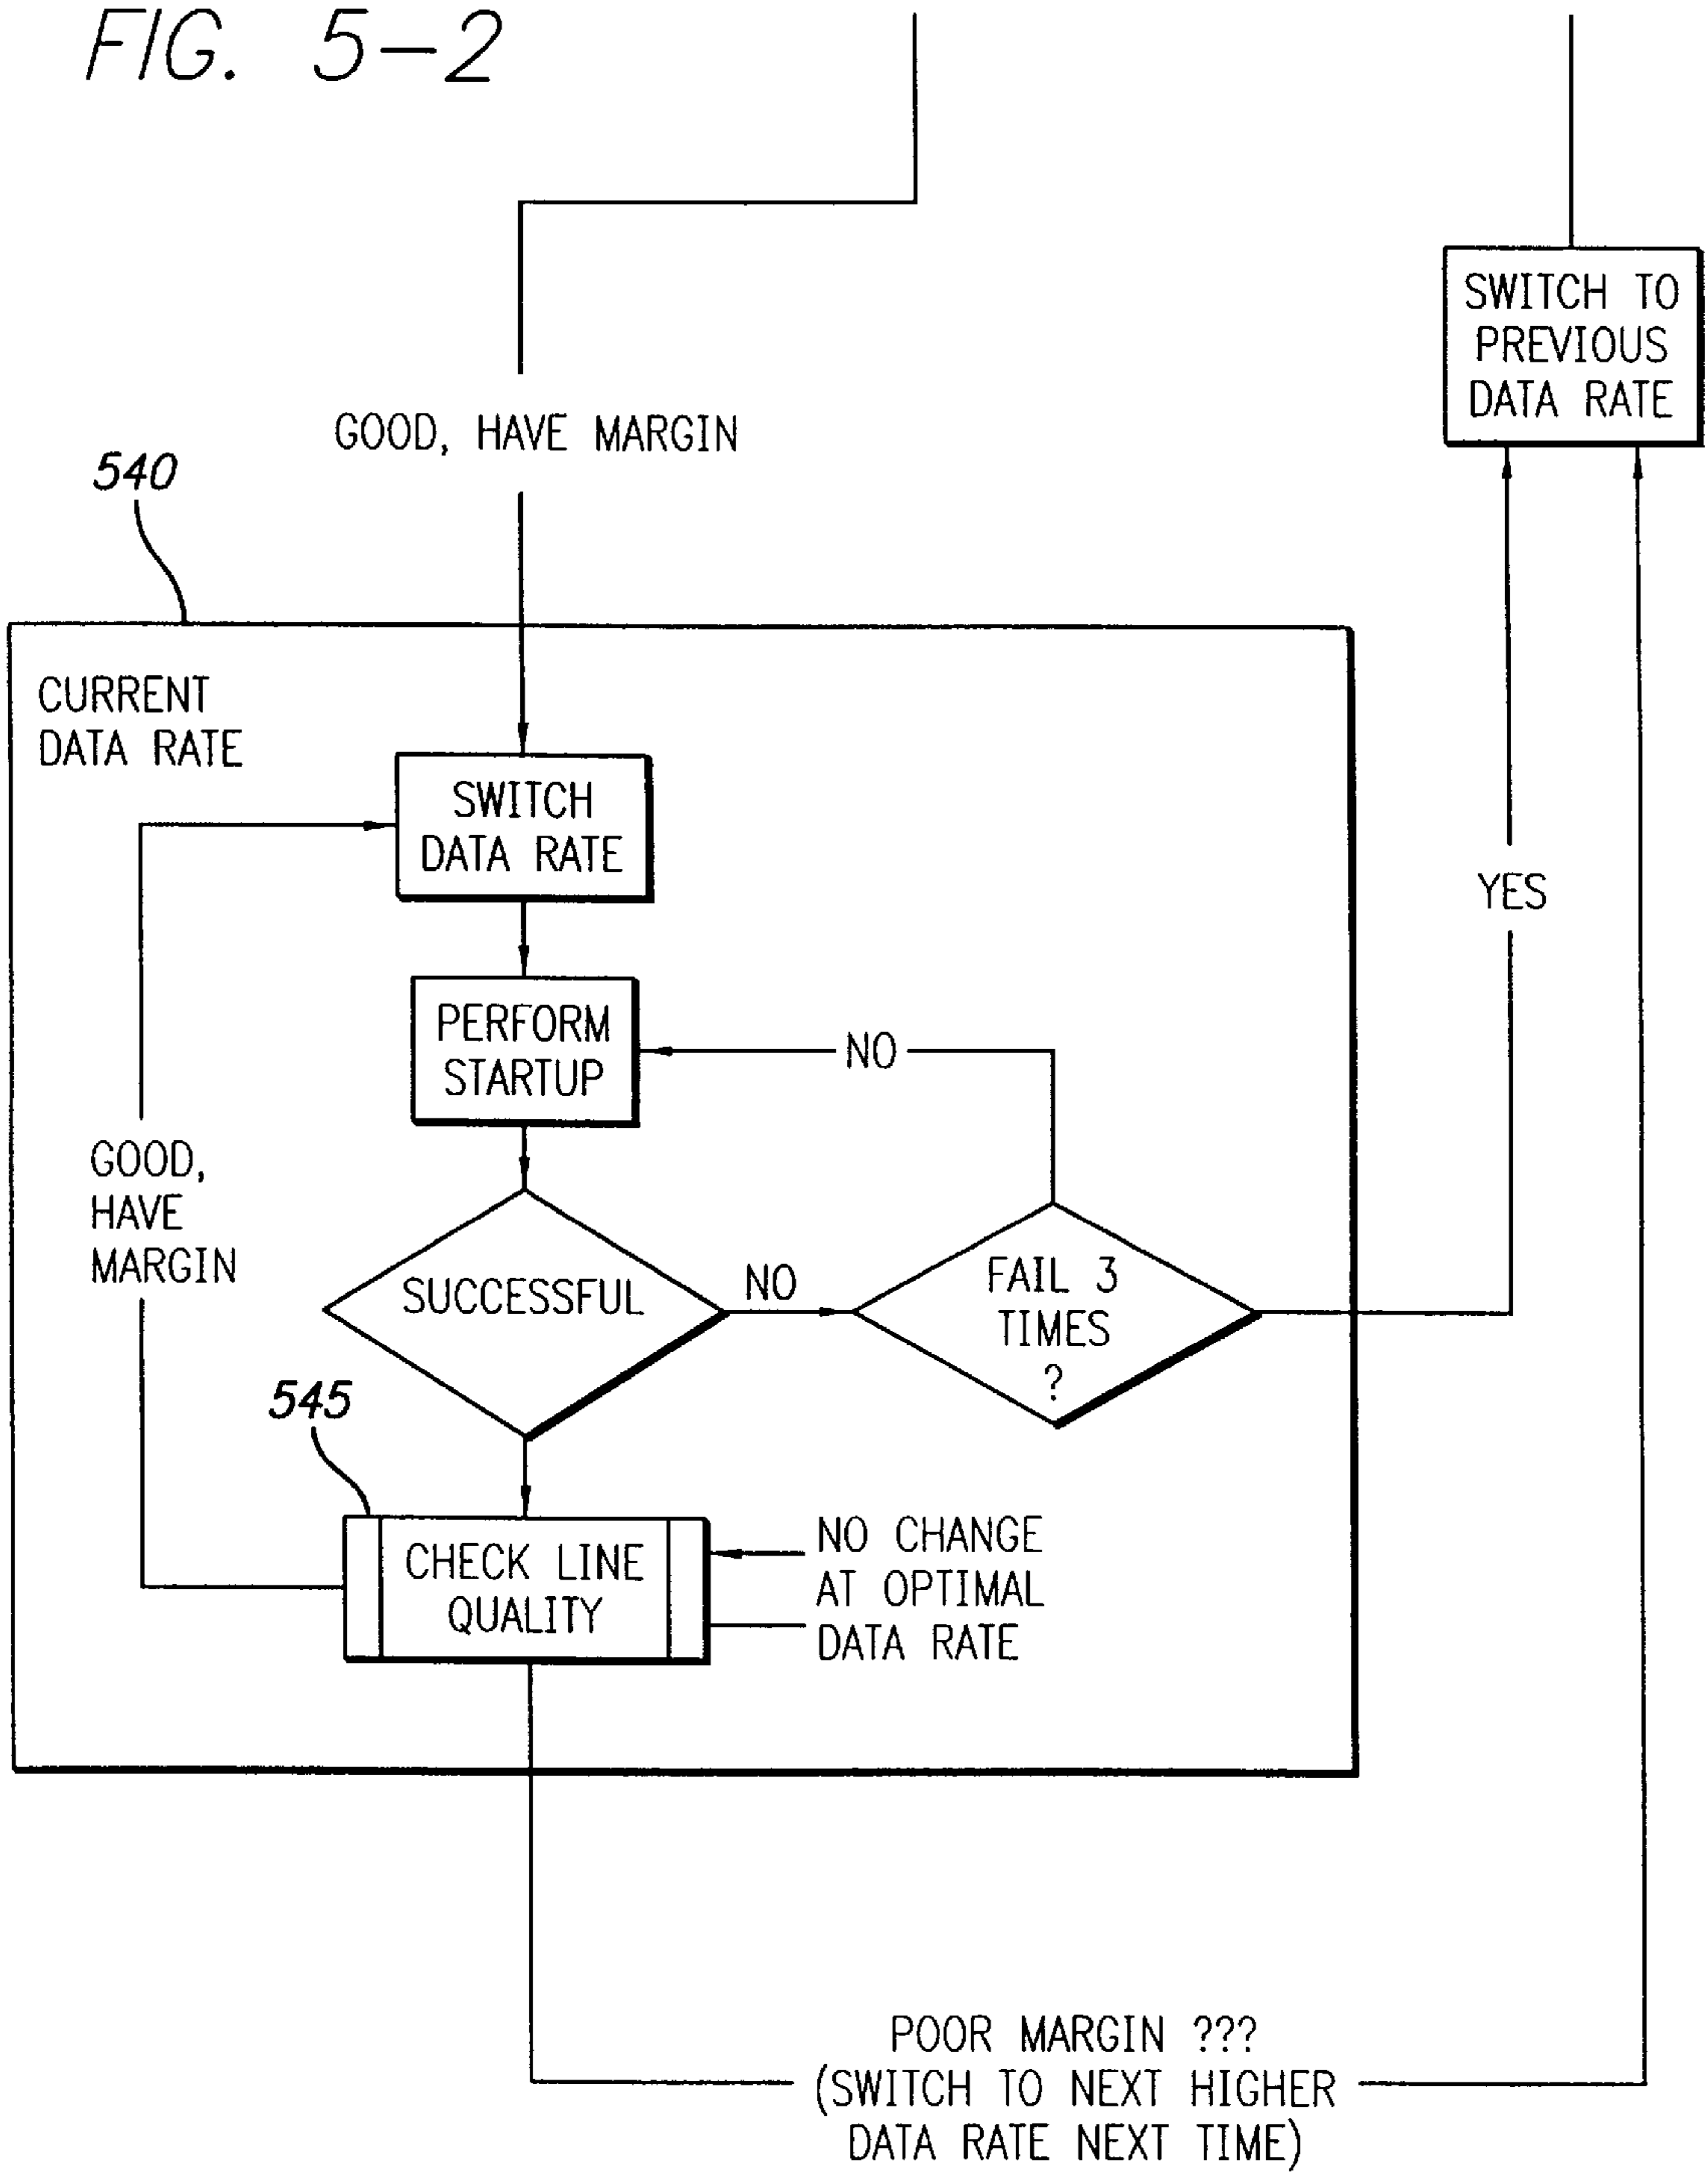 FIG. 5-2
SWITCH TO
PREVIOUS
DATA RATE
GOOD, HAVE MARGIN
540
CURRENT
DATA RATE
SWITCH
DATA RATE
YES
PERFORM
STARTUP
NO
GOOD,
HAVE
MARGIN
SUCCESSFUL
NO
FAIL 3
TIMES
?
545
CHECK LINE
QUALITY
NO CHANGE
AT OPTIMAL
DATA RATE
POOR MARGIN ???
(SWITCH TO NEXT HIGHER
DATA RATE NEXT TIME)